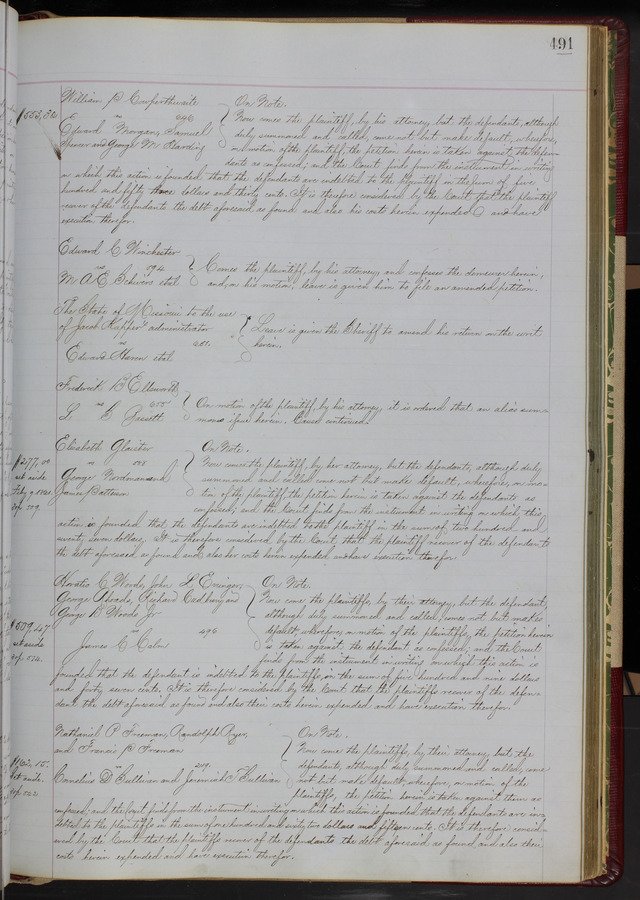 491
William B Cowperthwaite On Note.
$553,30 vs 446 Now comes the plaintiff, by his attorney, but the defendants, although
Edward Morgan, Samuel duly summoned and called, come not but make default, wherefore,
Spencer and George M. Harding on motion of the plaintiff, the petition herein is taken against the defen-
dants as confessed; and the Court finds from the instrument in writing
on which this action is founded that the defendants are indebted to the plaintiff in the sum of five
hundred and fifty three dollars and thirty cents. It is therefore considered by the Court that the plaintiff
recover of the defendants the debt aforesaid as found and also his costs herein expended and have
execution therefor.
Edward C Winchester
vs 594 Comes the plaintiff, by his attorney, and confesses the demurrer herein,
M. A. E. etal and, on his motion, leave is given him to file an amended petition.
The State of Missouri to the use
of Jacob administrator Leave is given the Sheriff to amend his return on the writ
vs herein.
Edward etal
Frederick B Ellsworth
vs 455 On motion of the plaintiff, by his attorney, it is ordered that an alias sum-
L G mons issue herein. Cause continued.
Elizabeth On Note.
$277,00 vs Now comes the plaintiff, by her attorney, but the defendants, although duly
set aside George and summoned and called come not but make default, wherefore, on mo-
James tion of the plaintiff the petition herein is taken against the defendants as
confessed; and the Court finds from the instrument in writing on which this
action is founded that the defendants are indebted to the plaintiff in the sum of two hundred and
seventy seven dollars. It is therefore considered by the Court that the plaintiff recover of the defendants
the debt aforesaid as found and also her costs herein expended and have execution therefor.
Horatio C Woods, John On Note.
George Richard Cadbury and Now come the plaintiffs, by their attorney, but the defendant,
George B Woods Jr although duly summoned and called, comes not but makes
$509,47 vs 496 default, wherefore, on motion of the plaintiffs, the petition herein
set aside James C is taken against the defendant as confessed; and the Court
finds from the instrument in writing on which this action is
founded that the defendant is indebted to the plaintiffs, in the sum of five hundred and nine dollars
and forty seven cents. It is therefore considered by the Court that the plaintiffs recover of the defen-
dant the debt aforesaid as found and also their costs herein expended and have execution therefor.
Nathaniel P Freeman, Randolph On Note.
and Francis B Freeman Now come the plaintiffs, by their attorney, but the
$162,15. vs defendants, although duly summoned and called, come
set aside Cornelius D Sullivan and Jeremiah T Sullivan not but make default, wherefore, on motion of the
plaintiffs, the petition herein is taken against them as
confessed; and the Court finds from the instrument in writing on which this action is founded that the defendants are in-
debted to the plaintiffs in the sum of one hundred and sixty two dollars and fifteen cents. It is therefore consid-
ered by the Court that the plaintiffs recover of the defendants the debt aforesaid as found and also their
costs herein expended and have execution therefor.